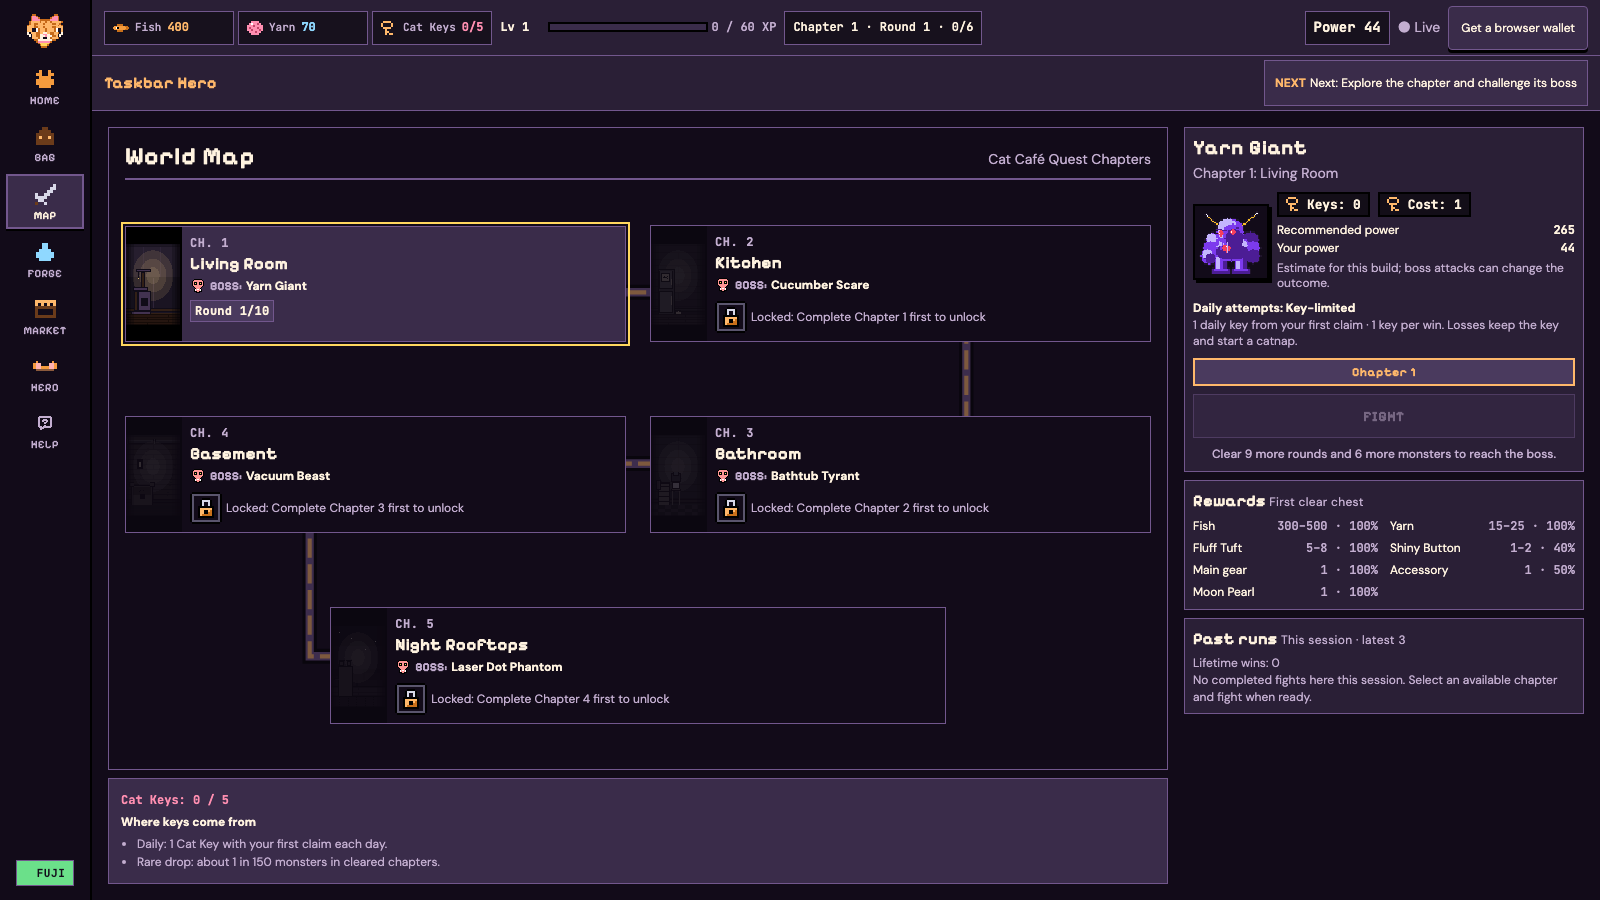 Fish 400
Yarn 70
Cat Keys 0/5
Lv 1
0 / 60 XP
Chapter 1 · Round 1 · 0/6
Power 44
Live
Get a browser wallet
HOME
BAG
MAP
FORGE
MARKET
HERO
HELP
FUJI
Taskbar Hero
NEXT Next: Explore the chapter and challenge its boss
World Map
Cat Café Quest Chapters
CH. 1
Living Room
BOSS: Yarn Giant
Round 1/10
CH. 2
Kitchen
BOSS: Cucumber Scare
Locked: Complete Chapter 1 first to unlock
CH. 4
Basement
BOSS: Vacuum Beast
Locked: Complete Chapter 3 first to unlock
CH. 3
Bathroom
BOSS: Bathtub Tyrant
Locked: Complete Chapter 2 first to unlock
CH. 5
Night Rooftops
BOSS: Laser Dot Phantom
Locked: Complete Chapter 4 first to unlock
Cat Keys: 0 / 5
Where keys come from
• Daily: 1 Cat Key with your first claim each day.
• Rare drop: about 1 in 150 monsters in cleared chapters.
Yarn Giant
Chapter 1: Living Room
Keys: 0
Cost: 1
Recommended power 265
Your power 44
Estimate for this build; boss attacks can change the
outcome.
Daily attempts: Key-limited
1 daily key from your first claim · 1 key per win. Losses keep the key
and start a catnap.
Chapter 1
FIGHT
Clear 9 more rounds and 6 more monsters to reach the boss.
Rewards First clear chest
Fish 300–500 · 100% Yarn 15–25 · 100%
Fluff Tuft 5–8 · 100% Shiny Button 1–2 · 40%
Main gear 1 · 100% Accessory 1 · 50%
Moon Pearl 1 · 100%
Past runs This session · latest 3
Lifetime wins: 0
No completed fights here this session. Select an available chapter
and fight when ready.